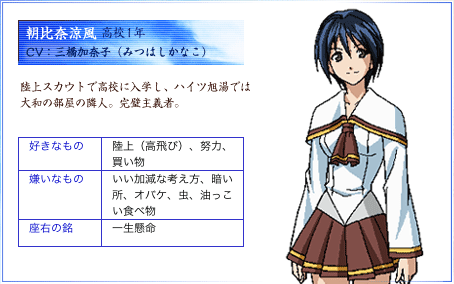 朝比奈涼風 高校1年
CV：三橋加奈子（みつはしかなこ）
陸上スカウトで高校に入学し、ハイツ旭湯では
大和の部屋の隣人。完璧主義者。
好きなもの 陸上（高飛び）、努力、
買い物
嫌いなもの いい加減な考え方、暗い
所、オバケ、虫、油っこ
い食べ物
座右の銘 一生懸命